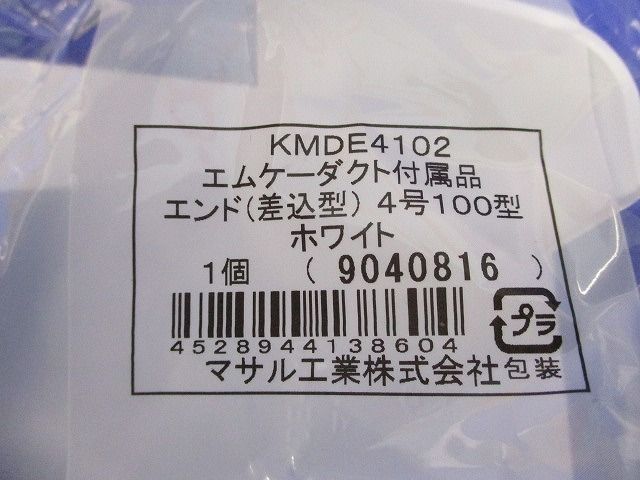 KMDE4102
エムケーダクト付属品
エンド(差込型) 4号100型
ホワイト
1個 (9040816)
4528944138604
プラ
マサル工業株式会社 包装